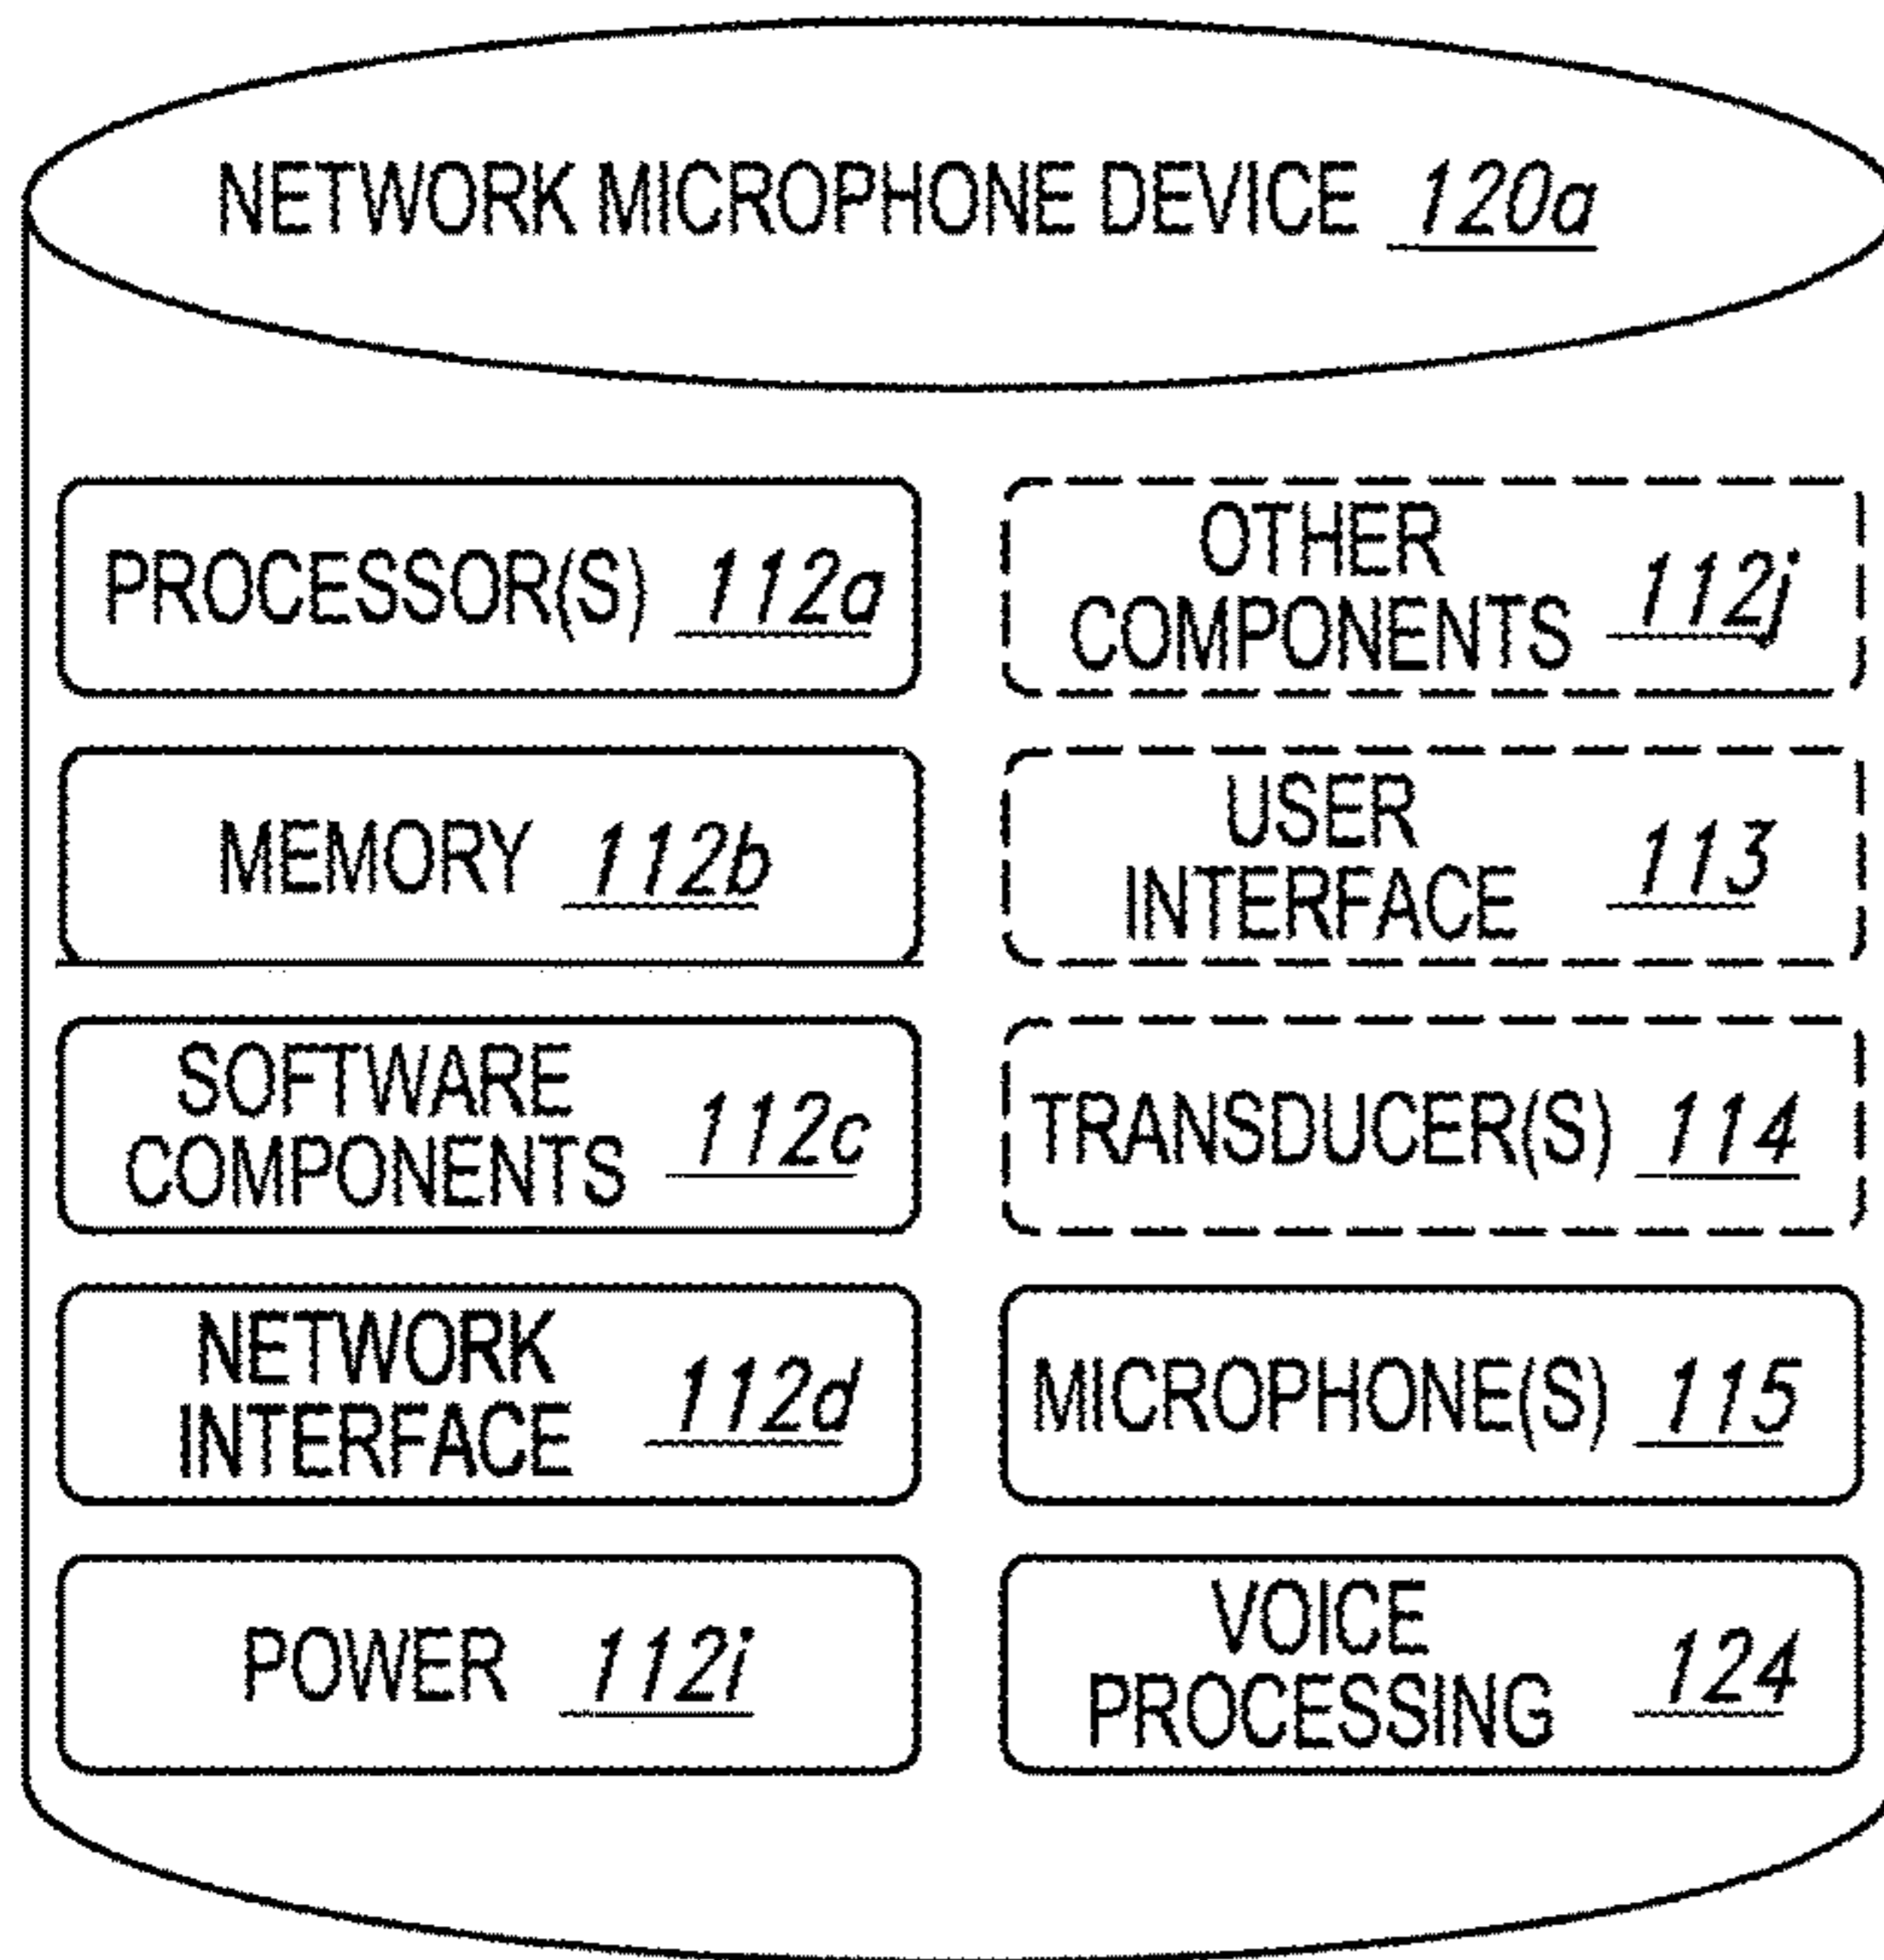 NETWORK MICROPHONE DEVICE 120a
PROCESSOR(S) 112a
MEMORY 112b
SOFTWARE
COMPONENTS 112c
NETWORK
INTERFACE 112d
POWER 112i
OTHER
COMPONENTS 112j
USER
INTERFACE 113
TRANSDUCER(S) 114
MICROPHONE(S) 115
VOICE
PROCESSING 124